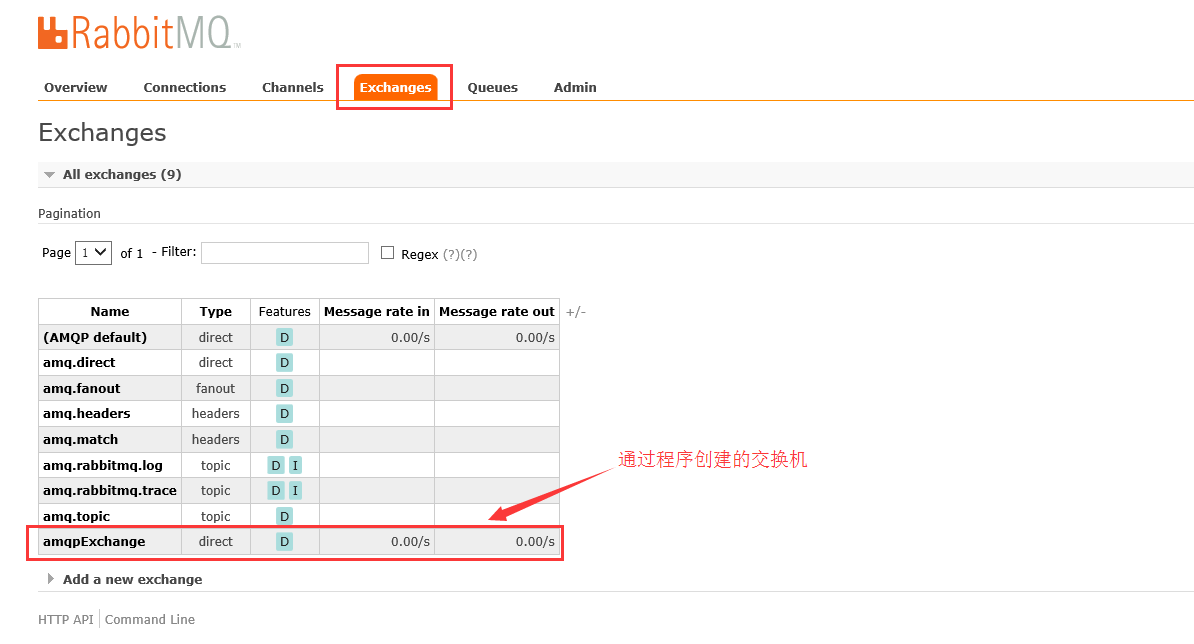 RabbitMQ™
Overview Connections Channels Exchanges Queues Admin
Exchanges
All exchanges (9)
Pagination
Page 1 of 1 - Filter: Regex (?)(?)
Name Type Features Message rate in Message rate out +/-
(AMQP default) direct D 0.00/s 0.00/s
amq.direct direct D
amq.fanout fanout D
amq.headers headers D
amq.match headers D
通过程序创建的交换机
amq.rabbitmq.log topic D I
amq.rabbitmq.trace topic D I
amq.topic topic D
amqpExchange direct D 0.00/s 0.00/s
Add a new exchange
HTTP API Command Line